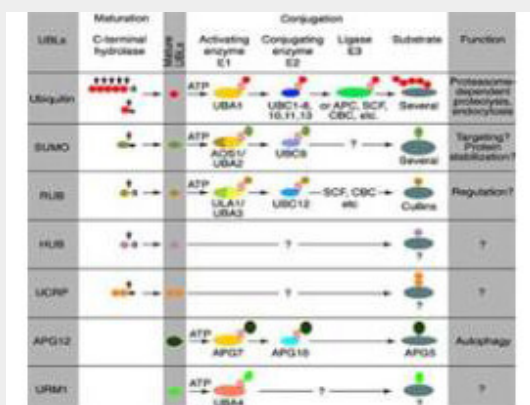 Maturation Conjugation
UBLs C-terminal hydrolase Mature UBLs Activating enzyme E1 Conjugating enzyme E2 Ligase E3 Substrate Function
Ubiquitin ATP UBA1 UBC1-8, 10,11,13 or APC, SCF, CBC, etc. Several Proteasome-dependent proteolysis, endocytosis
SUMO ATP AOS1/UBA2 UBC9 ? Several Targeting? Protein stabilization?
RUB ATP ULA1/UBA3 UBC12 SCF, CBC etc Cullins Regulation?
HUB ? ? ?
UCRP ? ? ?
APG12 ATP APG7 APG10 APG5 Autophagy
URM1 ATP UBA4 ? ? ?